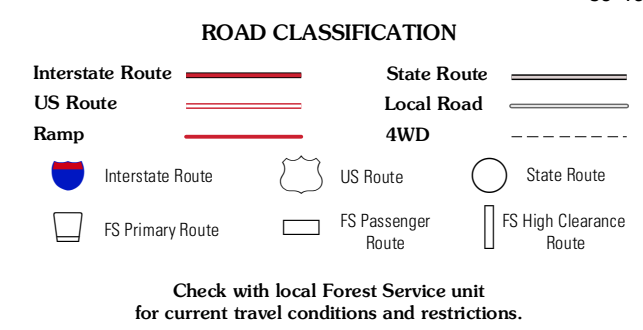 ROAD CLASSIFICATION
Interstate Route
State Route
US Route
Local Road
Ramp
4WD
Interstate Route
US Route
State Route
FS Primary Route
FS Passenger
Route
FS High Clearance
Route
Check with local Forest Service unit
for current travel conditions and restrictions.